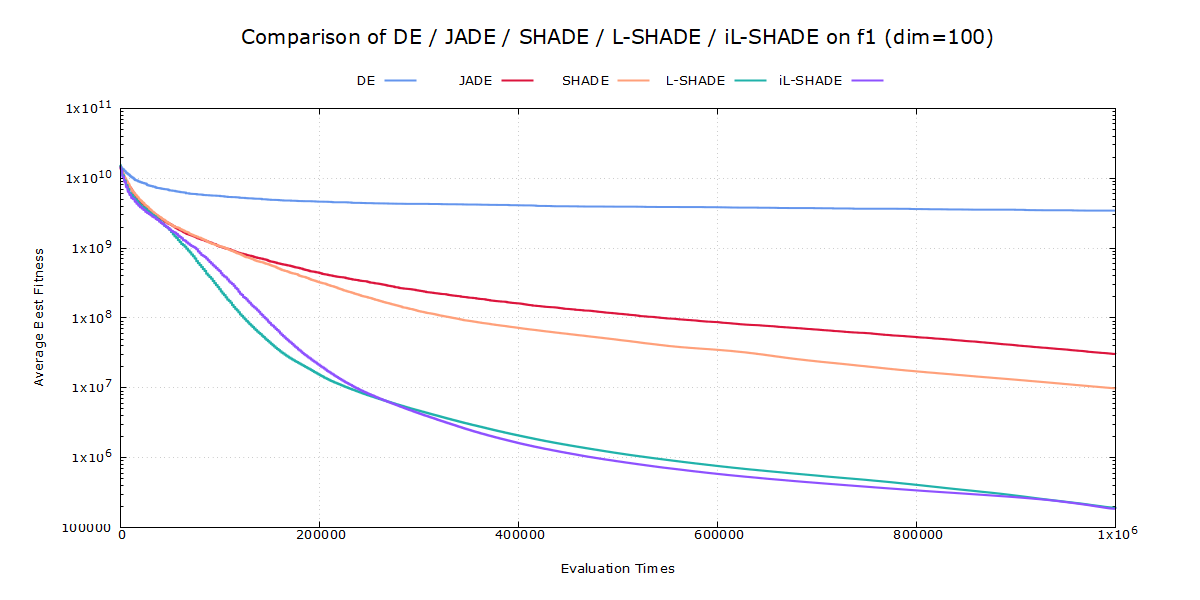 Comparison of DE / JADE / SHADE / L-SHADE / iL-SHADE on f1 (dim=100)
DE JADE SHADE L-SHADE iL-SHADE
1x10^11
1x10^10
1x10^9
1x10^8
1x10^7
1x10^6
100000
Average Best Fitness
0 200000 400000 600000 800000 1x10^6
Evaluation Times